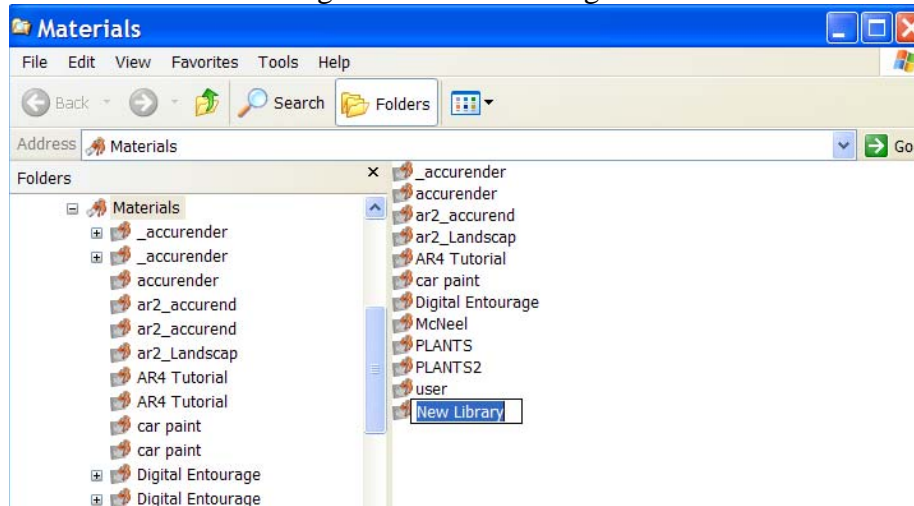 Materials
File Edit View Favorites Tools Help
Back Search Folders
Address Materials Go
Folders
Materials
_accurender
_accurender
accurender
ar2_accurend
ar2_accurend
ar2_Landscap
AR4 Tutorial
AR4 Tutorial
car paint
car paint
Digital Entourage
Digital Entourage
_accurender
accurender
ar2_accurend
ar2_Landscap
AR4 Tutorial
car paint
Digital Entourage
McNeel
PLANTS
PLANTS2
user
New Library